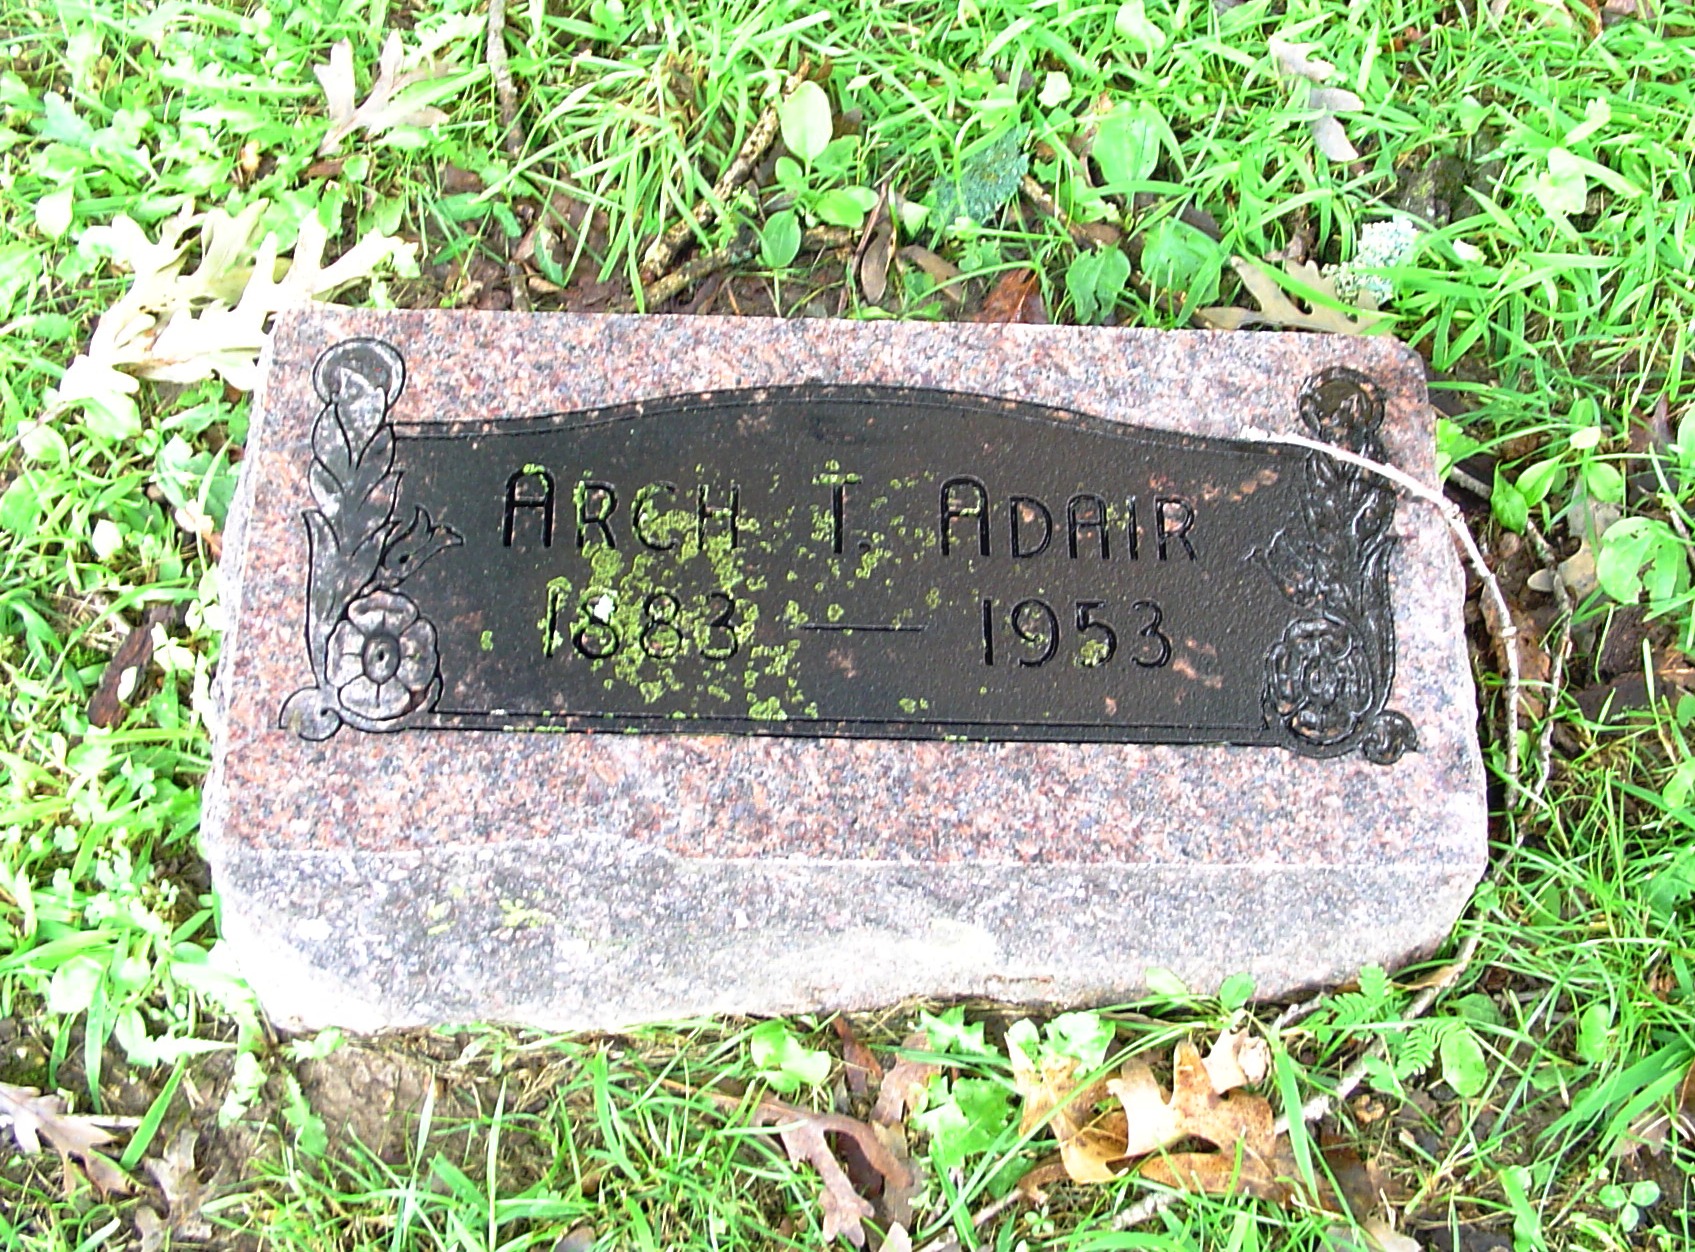 ARCH T. ADAIR
1883 — 1953